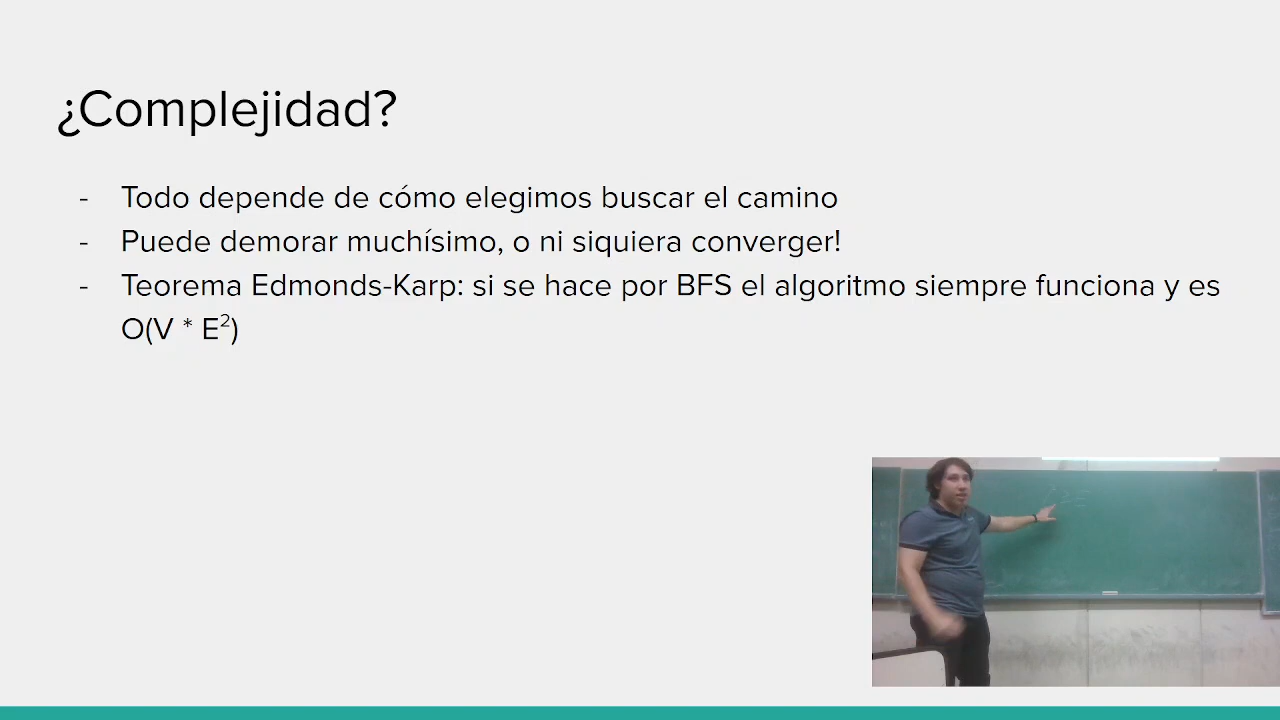 ¿Complejidad?
- Todo depende de cómo elegimos buscar el camino
- Puede demorar muchísimo, o ni siquiera converger!
- Teorema Edmonds-Karp: si se hace por BFS el algoritmo siempre funciona y es
O(V * E²)